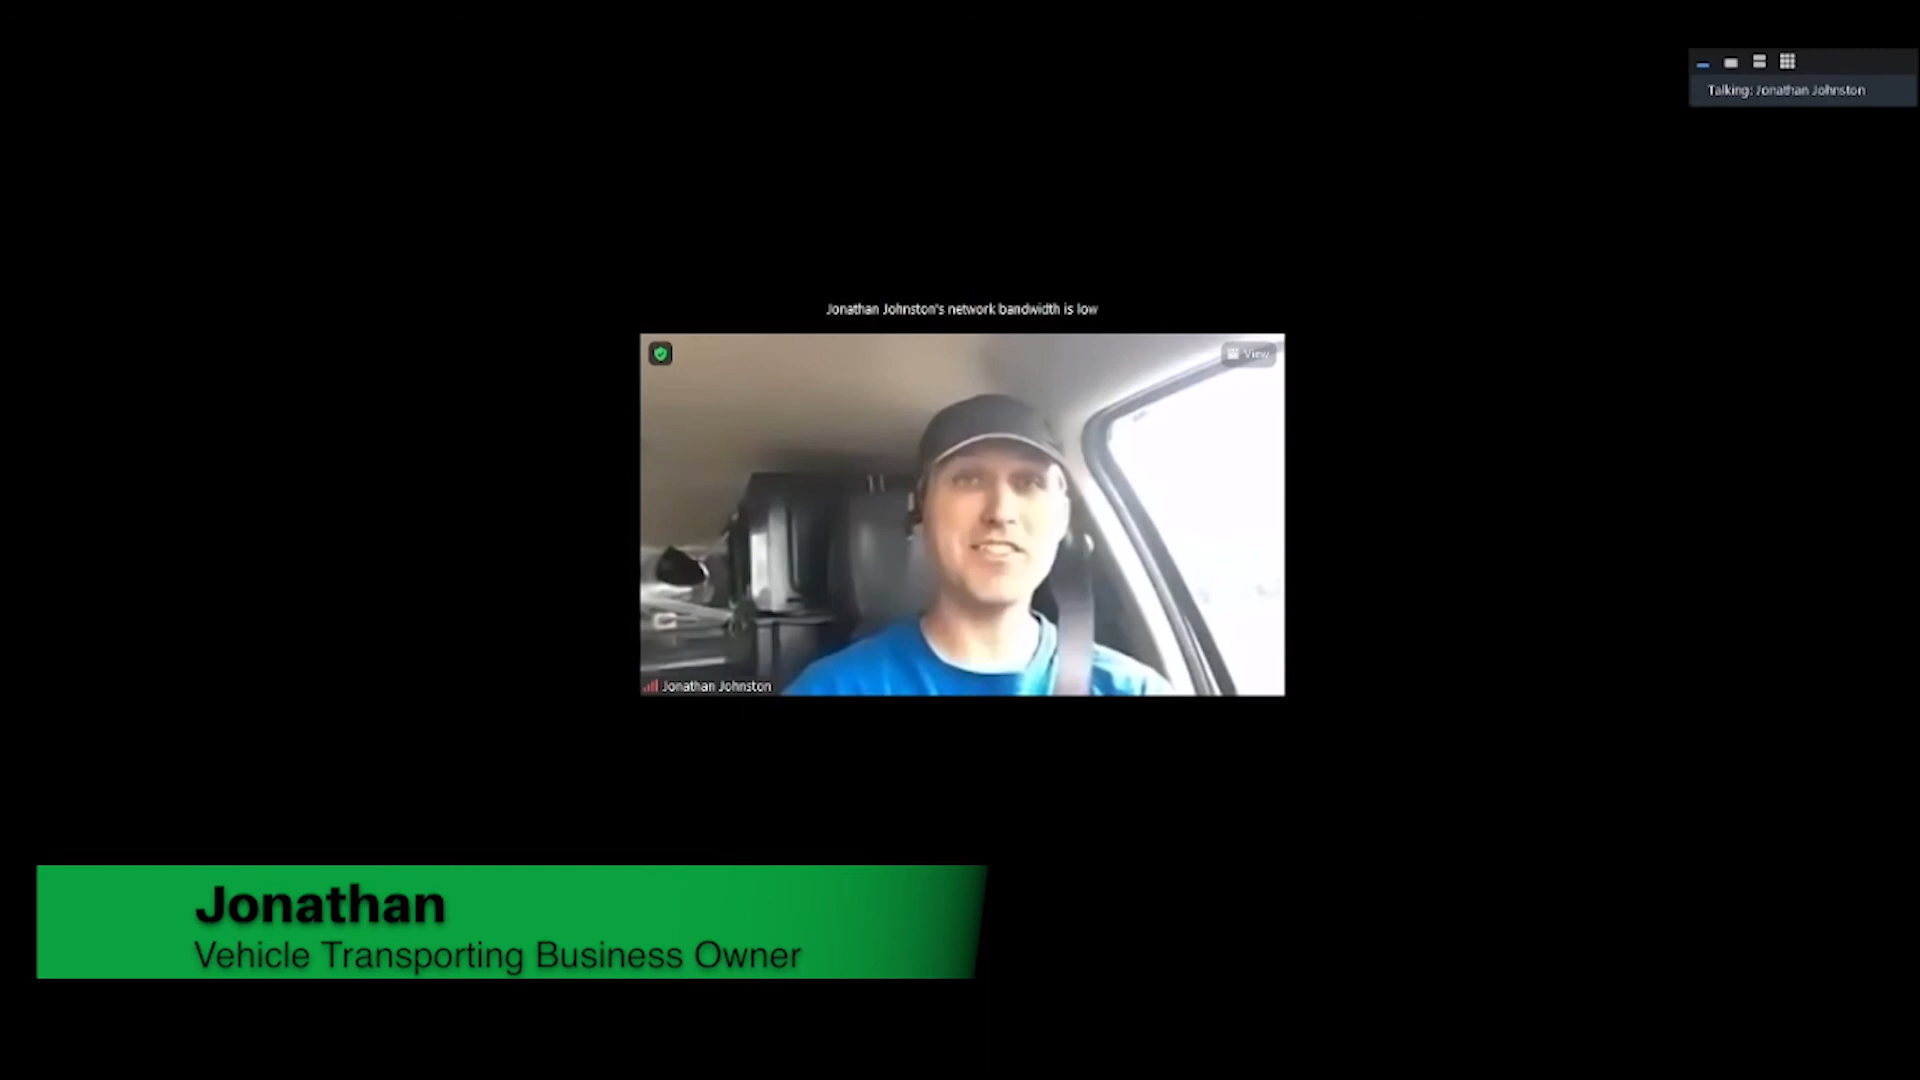 Talking: Jonathan Johnston
Jonathan Johnston's network bandwidth is low
View
Jonathan Johnston
Jonathan
Vehicle Transporting Business Owner